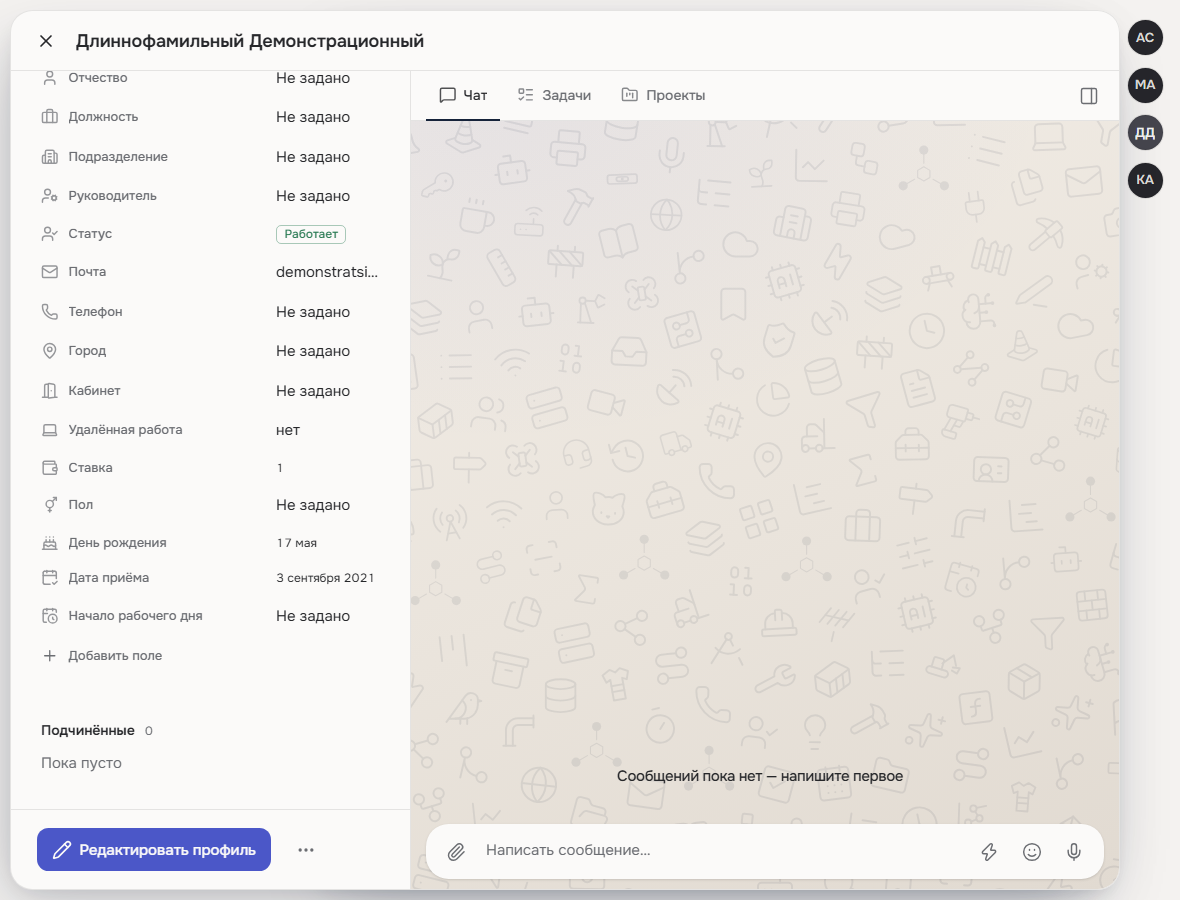 Длиннофамильный Демонстрационный
АС
МА
ДД
КА
Отчество Не задано
Должность Не задано
Подразделение Не задано
Руководитель Не задано
Статус Работает
Почта demonstratsi...
Телефон Не задано
Город Не задано
Кабинет Не задано
Удалённая работа нет
Ставка 1
Пол Не задано
День рождения 17 мая
Дата приёма 3 сентября 2021
Начало рабочего дня Не задано
Добавить поле
Подчинённые 0
Пока пусто
Редактировать профиль
Чат Задачи Проекты
Сообщений пока нет — напишите первое
Написать сообщение...